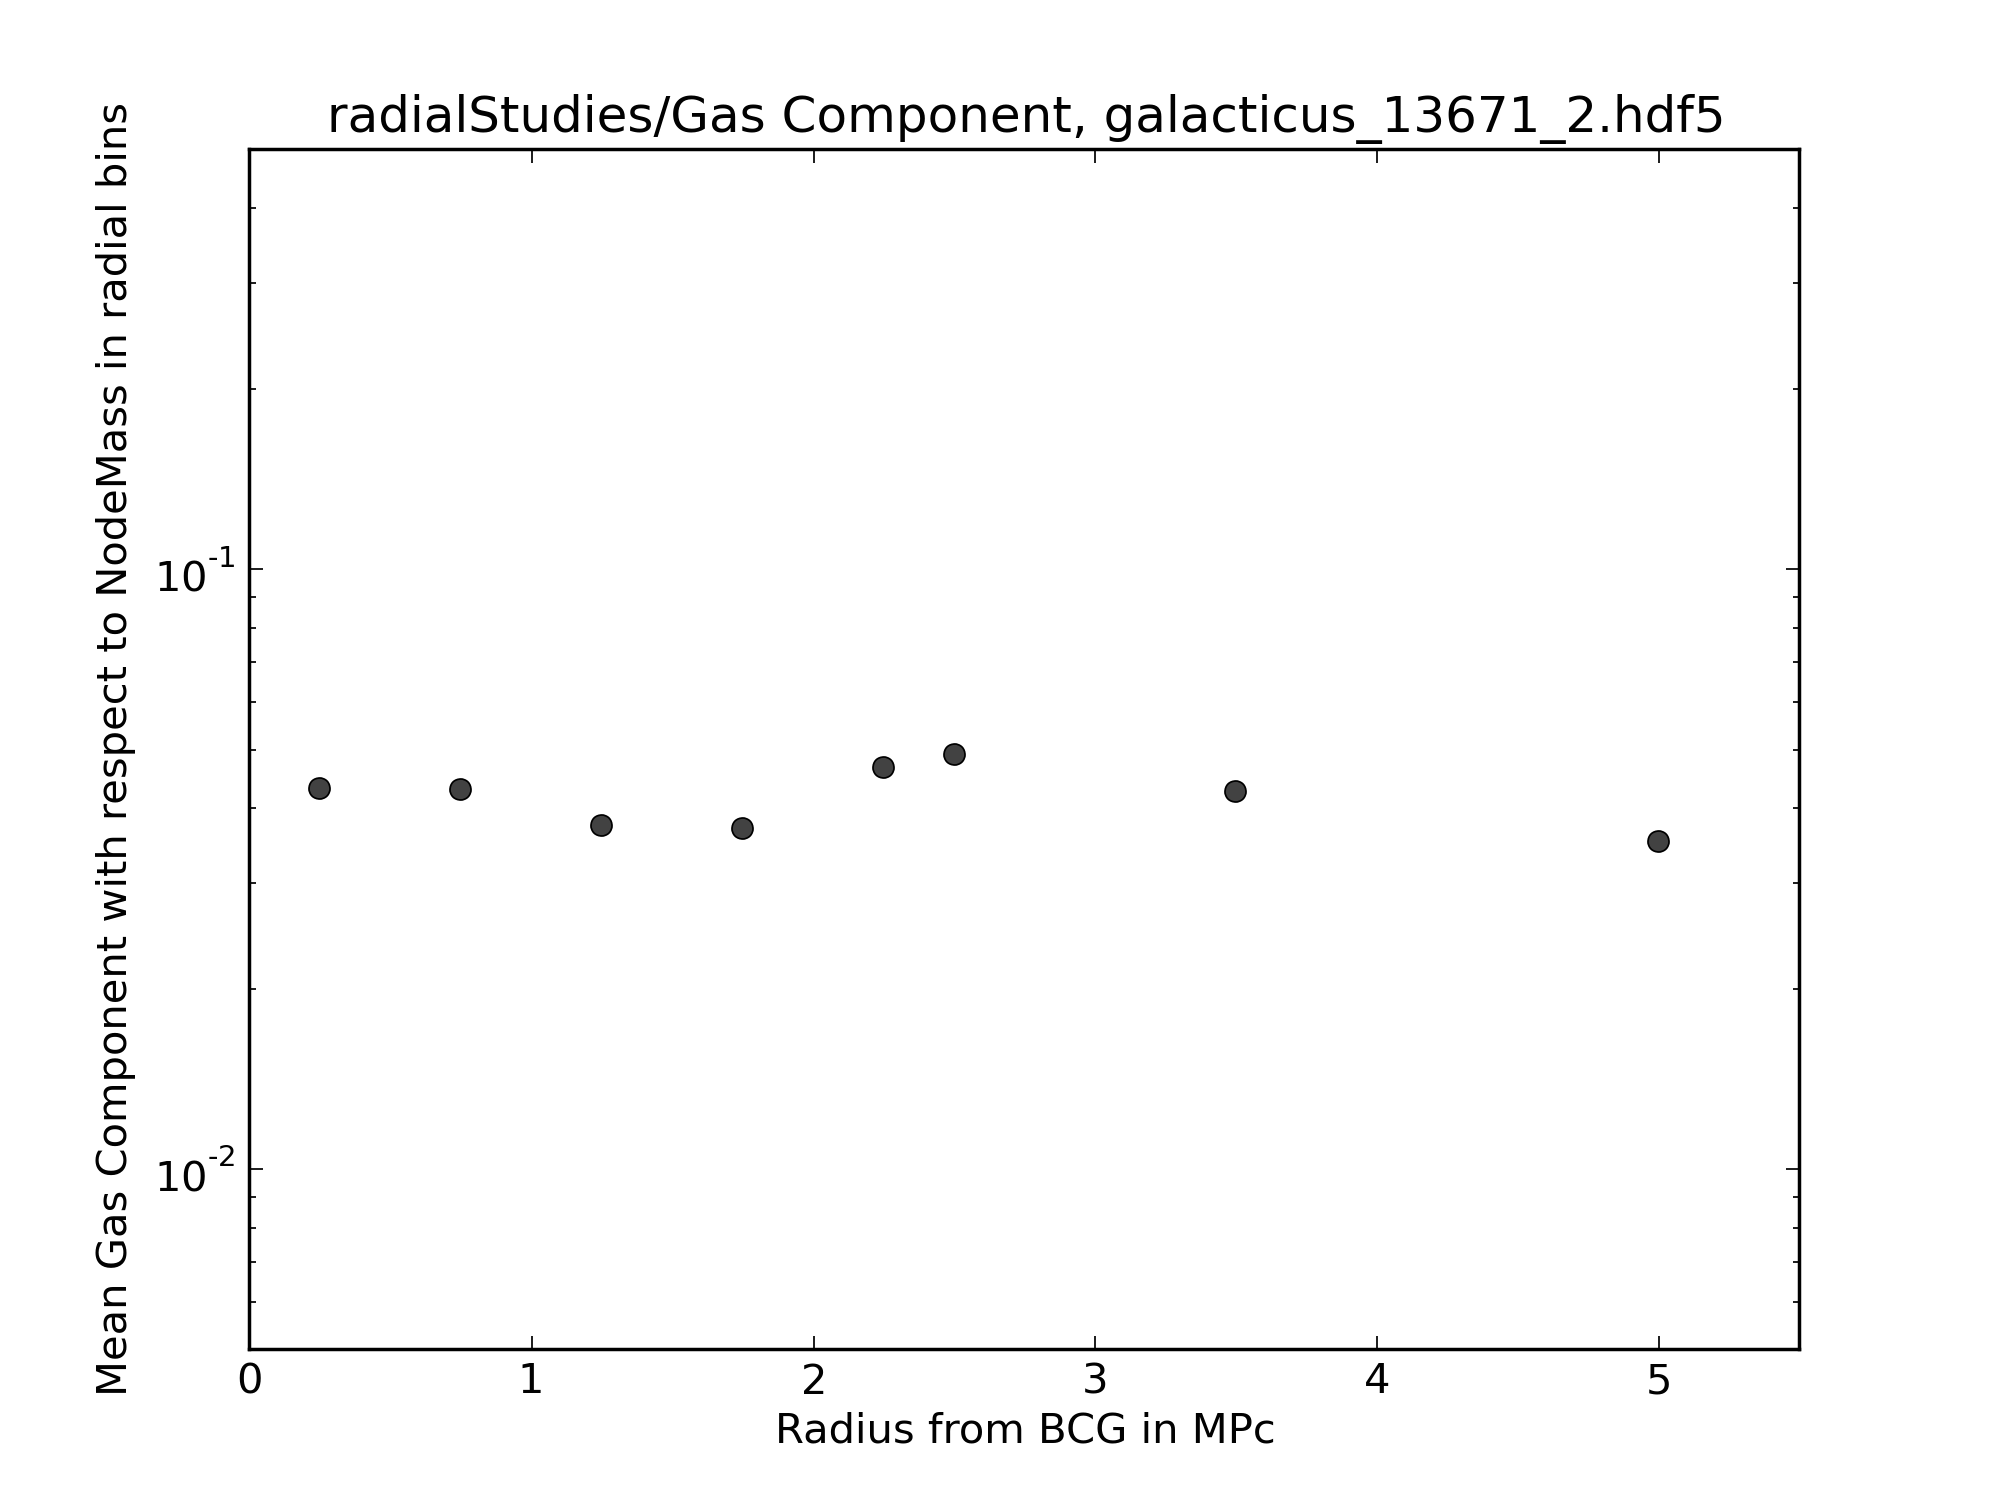 radialStudies/Gas Component, galacticus_13671_2.hdf5
Mean Gas Component with respect to NodeMass in radial bins
10^-1
10^-2
0 1 2 3 4 5
Radius from BCG in MPc